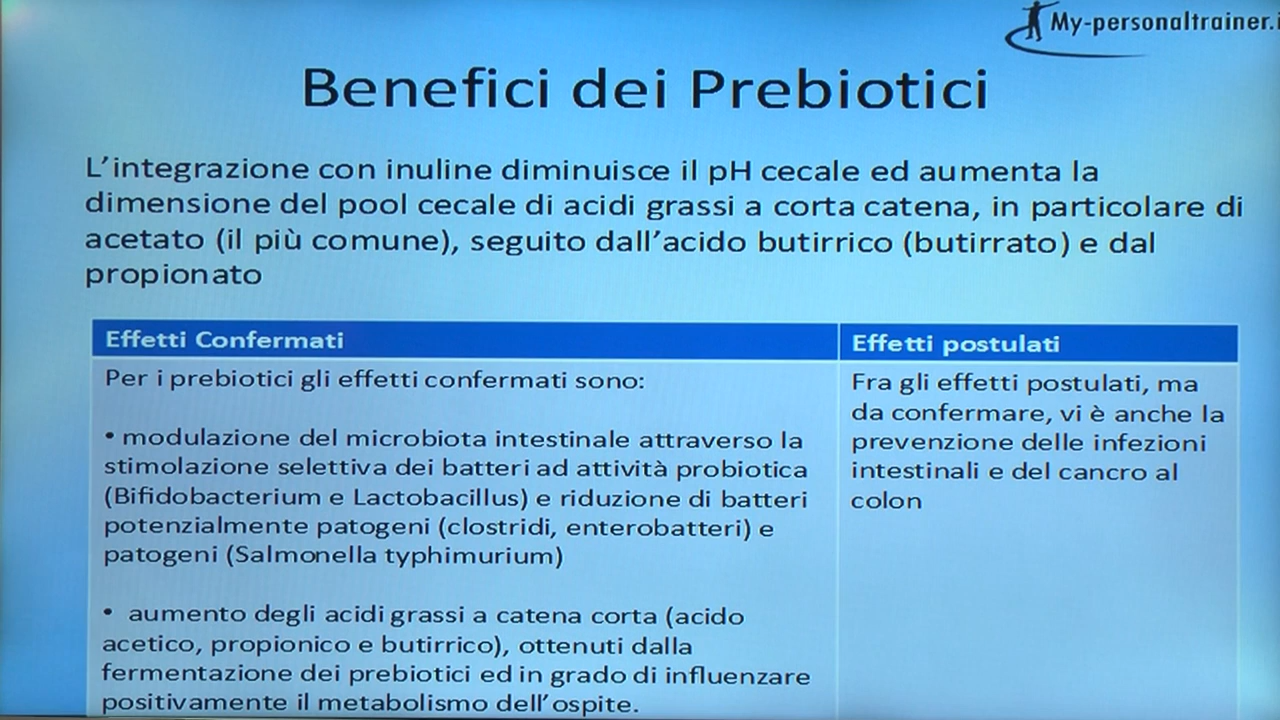 My-personaltrainer.i
Benefici dei Prebiotici
L’integrazione con inuline diminuisce il pH cecale ed aumenta la
dimensione del pool cecale di acidi grassi a corta catena, in particolare di
acetato (il più comune), seguito dall’acido butirrico (butirrato) e dal
propionato
Effetti Confermati
Per i prebiotici gli effetti confermati sono:
• modulazione del microbiota intestinale attraverso la
stimolazione selettiva dei batteri ad attività probiotica
(Bifidobacterium e Lactobacillus) e riduzione di batteri
potenzialmente patogeni (clostridi, enterobatteri) e
patogeni (Salmonella typhimurium)
• aumento degli acidi grassi a catena corta (acido
acetico, propionico e butirrico), ottenuti dalla
fermentazione dei prebiotici ed in grado di influenzare
positivamente il metabolismo dell’ospite.
Effetti postulati
Fra gli effetti postulati, ma
da confermare, vi è anche la
prevenzione delle infezioni
intestinali e del cancro al
colon